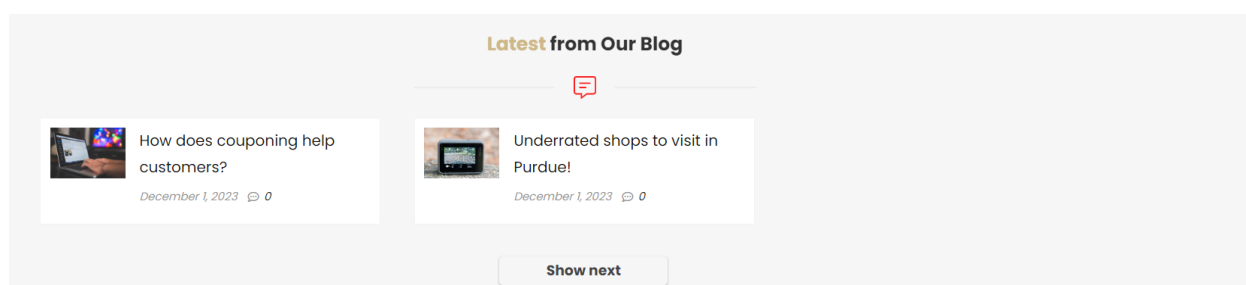 Latest from Our Blog
How does couponing help
customers?
December 1, 2023 0
Underrated shops to visit in
Purdue!
December 1, 2023 0
Show next